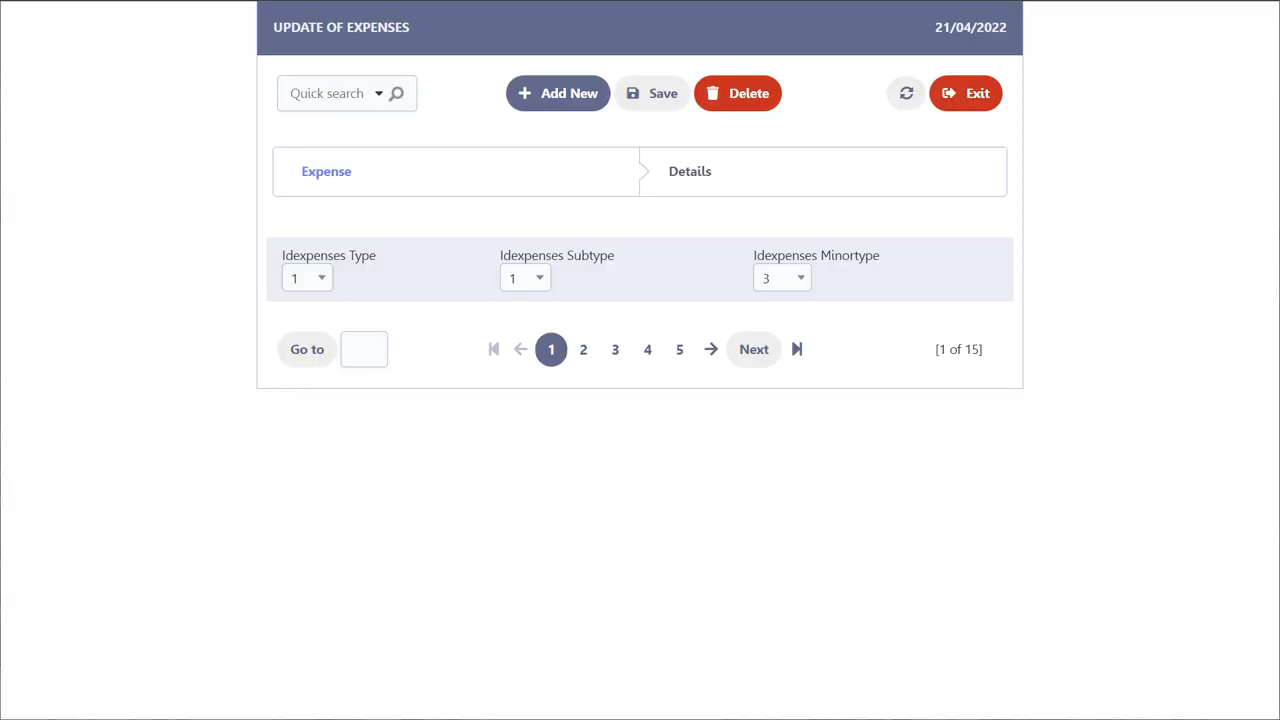 UPDATE OF EXPENSES 21/04/2022
Quick search Add New Save Delete Exit
Expense Details
Idexpenses Type Idexpenses Subtype Idexpenses Minortype
1 1 3
Go to 1 2 3 4 5 Next [1 of 15]